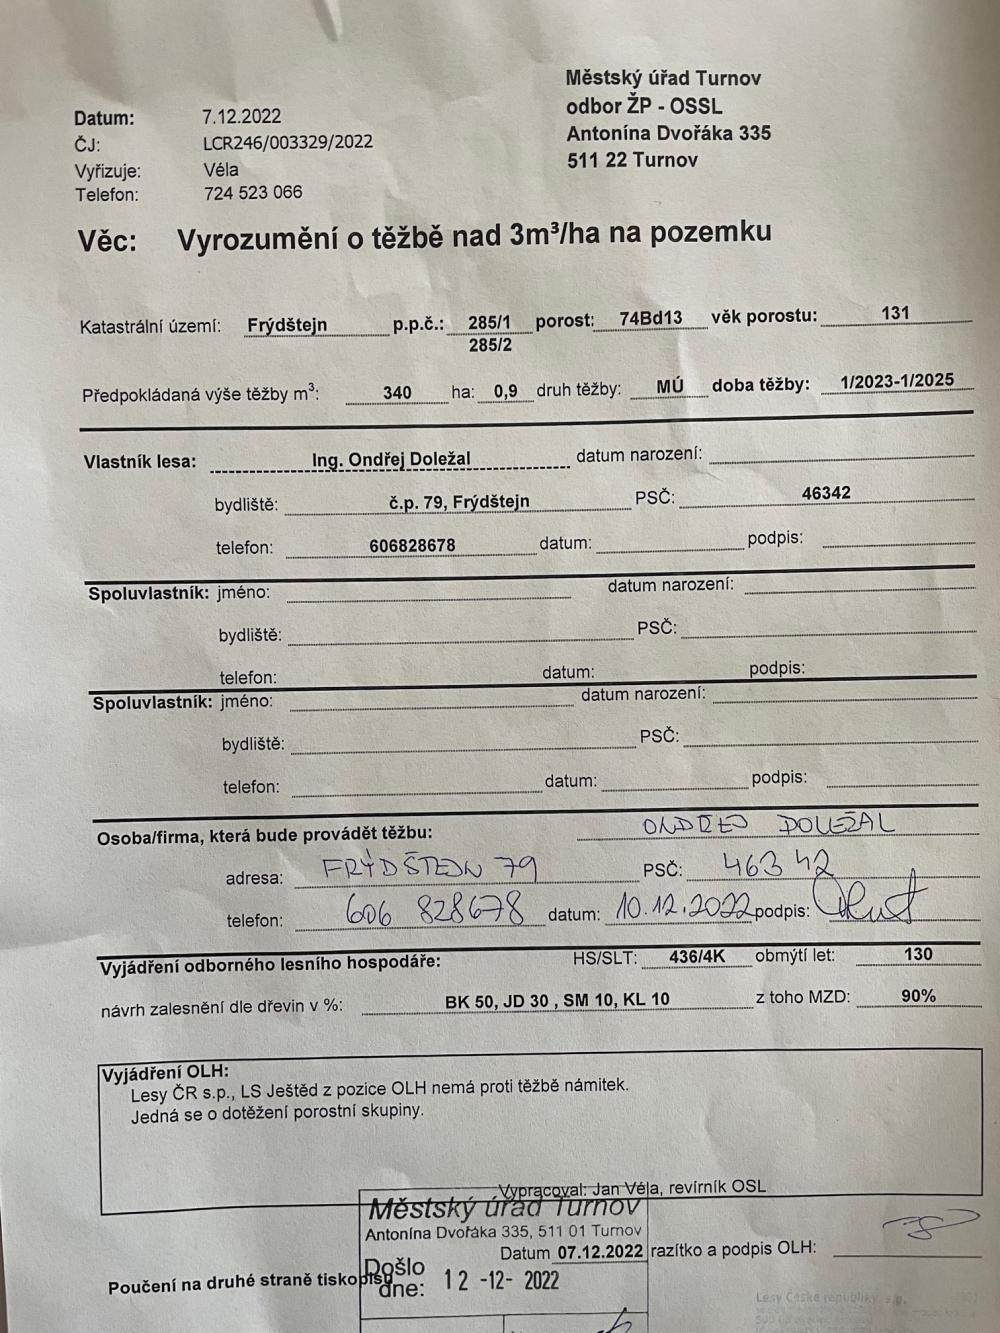 Městský úřad Turnov
odbor ŽP - OSSL
Antonína Dvořáka 335
511 22 Turnov
Datum: 7.12.2022
ČJ: LCR246/003329/2022
Vyřizuje: Véla
Telefon: 724 523 066
Věc: Vyrozumění o těžbě nad 3m³/ha na pozemku
Katastrální území: Frýdštejn p.p.č.: 285/1 porost: 74Bd13 věk porostu: 131
285/2
Předpokládaná výše těžby m³: 340 ha: 0,9 druh těžby: MÚ doba těžby: 1/2023-1/2025
Vlastník lesa: Ing. Ondřej Doležal datum narození:
bydliště: č.p. 79, Frýdštejn PSČ: 46342
telefon: 606828678 datum: podpis:
Spoluvlastník: jméno: datum narození:
bydliště: PSČ:
telefon: datum: podpis:
Spoluvlastník: jméno: datum narození:
bydliště: PSČ:
telefon: datum: podpis:
Osoba/firma, která bude provádět těžbu: ONDŘEJ DOLEŽAL
adresa: FRÝDŠTEJN 79 PSČ: 463 42
telefon: 606 828678 datum: 10.12.2022 podpis:
Vyjádření odborného lesního hospodáře: HS/SLT: 436/4K obmýtí let: 130
návrh zalesnění dle dřevin v %: BK 50, JD 30 , SM 10, KL 10 z toho MZD: 90%
Vyjádření OLH:
Lesy ČR s.p., LS Ještěd z pozice OLH nemá proti těžbě námitek.
Jedná se o dotěžení porostní skupiny.
Vypracoval: Jan Véla, revírník OSL
Městský úřad Turnov
Antonína Dvořáka 335, 511 01 Turnov
Datum 07.12.2022 razítko a podpis OLH:
Došlo
dne: 12 -12- 2022
Poučení na druhé straně tiskopisu
Lesy České republiky, s.p.